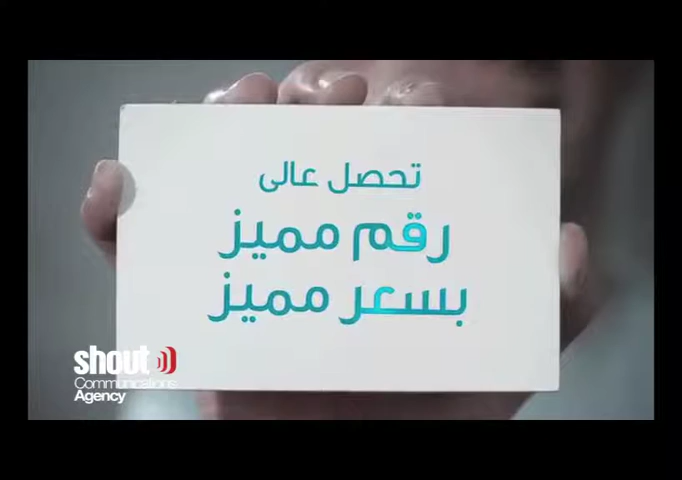 تحصل عالى
رقم مميز
بسعر مميز
shout
Communications
Agency